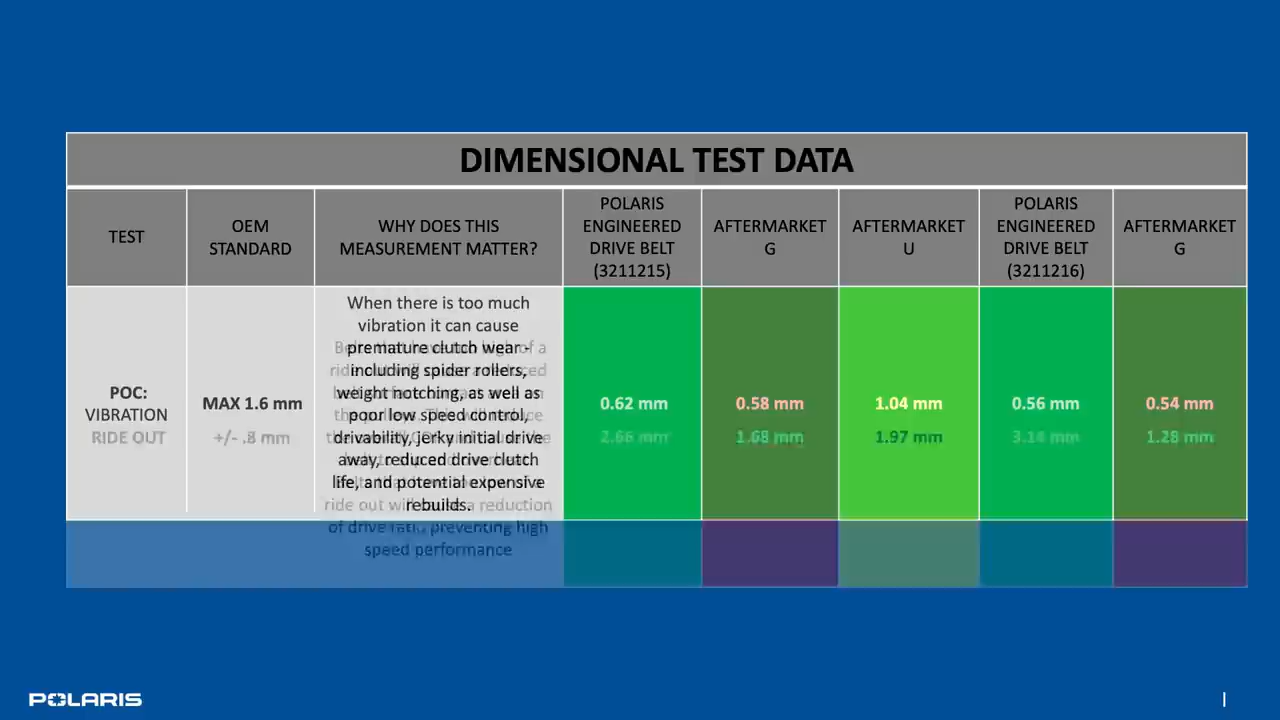 DIMENSIONAL TEST DATA
TEST
OEM
STANDARD
WHY DOES THIS
MEASUREMENT MATTER?
POLARIS
ENGINEERED
DRIVE BELT
(3211215)
AFTERMARKET
G
AFTERMARKET
U
POLARIS
ENGINEERED
DRIVE BELT
(3211216)
AFTERMARKET
G
POC:
VIBRATION
RIDE OUT
MAX 1.6 mm
+/- .8 mm
When there is too much
vibration it can cause
premature clutch wear -
including spider rollers,
weight notching, as well as
poor low speed control,
drivability, jerky initial drive
away, reduced drive clutch
life, and potential expensive
rebuilds.
ride out will cause a reduction
of drive ratio, preventing high
speed performance
0.62 mm
2.66 mm
0.58 mm
1.68 mm
1.04 mm
1.97 mm
0.56 mm
3.14 mm
0.54 mm
1.28 mm
POLARIS